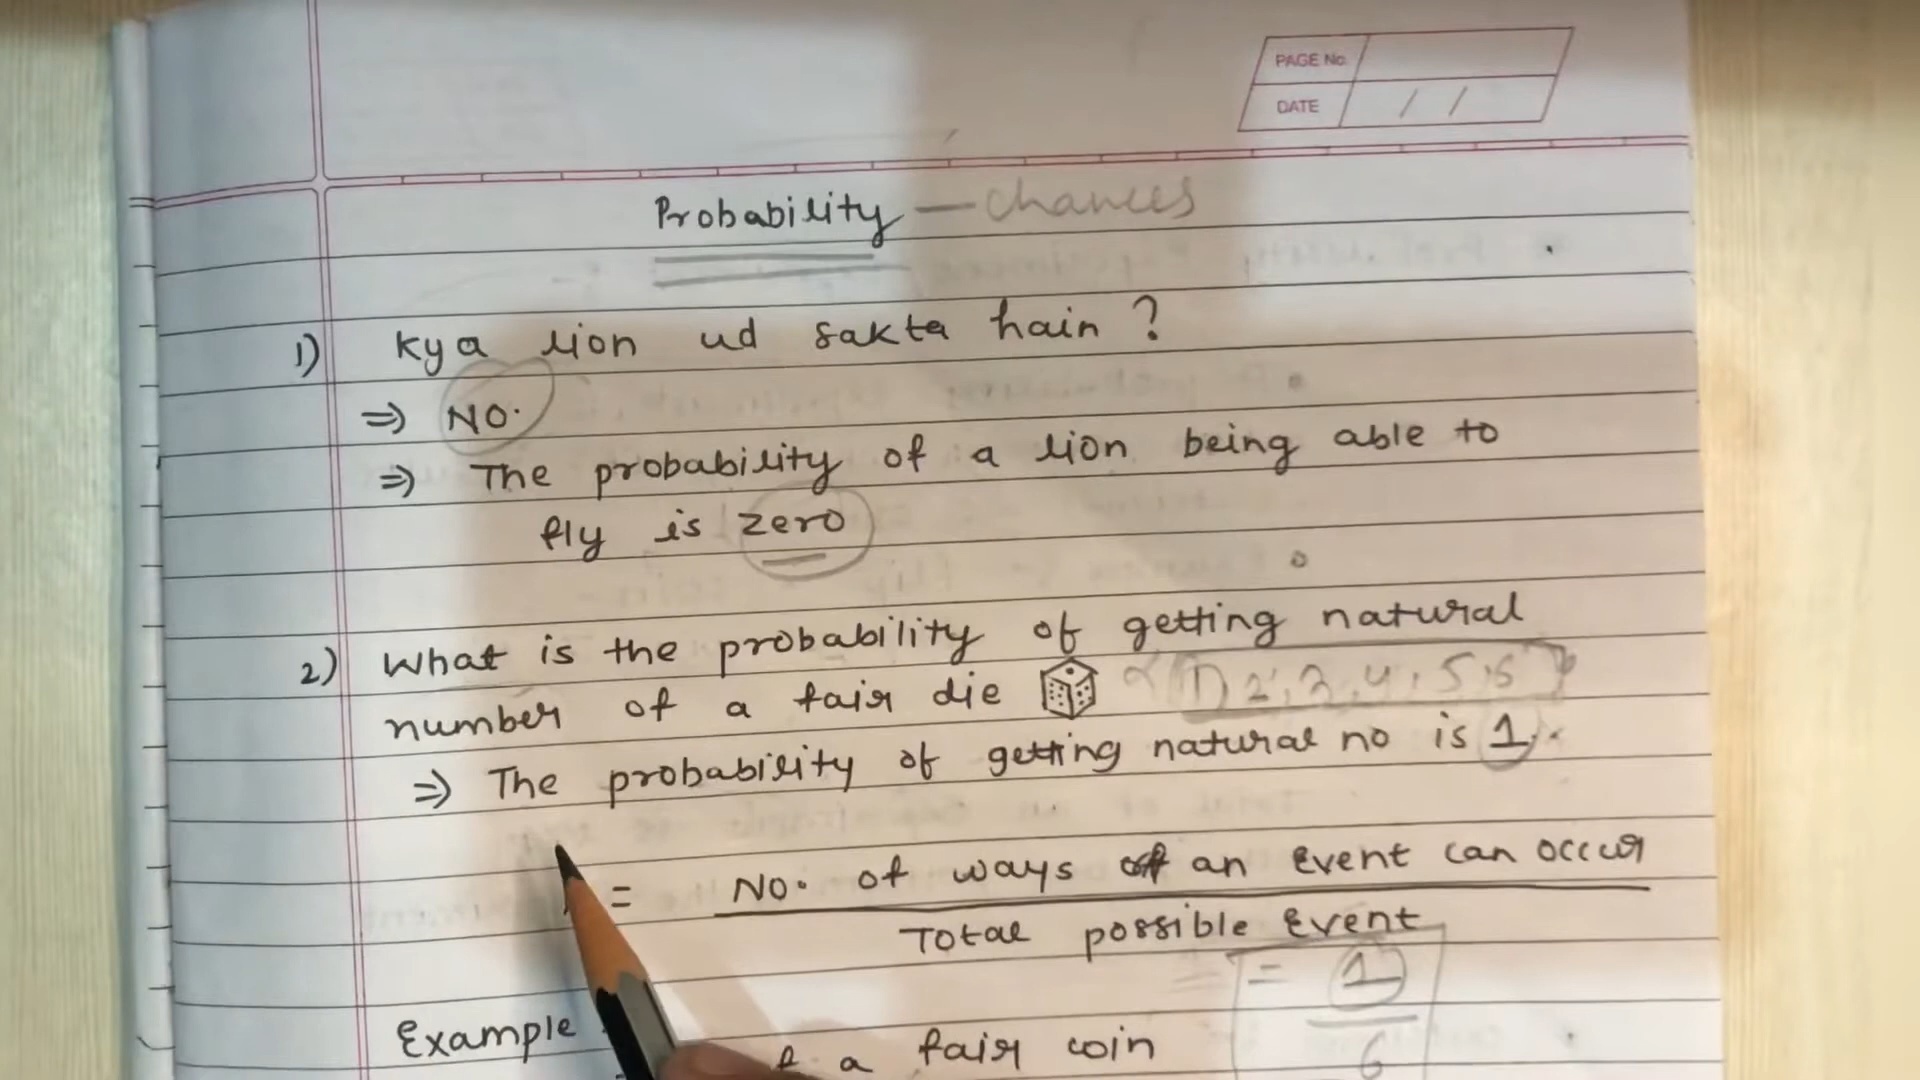 PAGE No.
DATE / /
Probability — chances
1) Kya lion ud sakta hain ?
⇒ NO.
⇒ The probability of a lion being able to
fly is zero
2) What is the probability of getting natural
number of a fair die {1, 2, 3, 4, 5, 6}
⇒ The probability of getting natural no is 1.
= No. of ways of an Event can occur
Total possible Event
= 1
6
Example
a fair coin